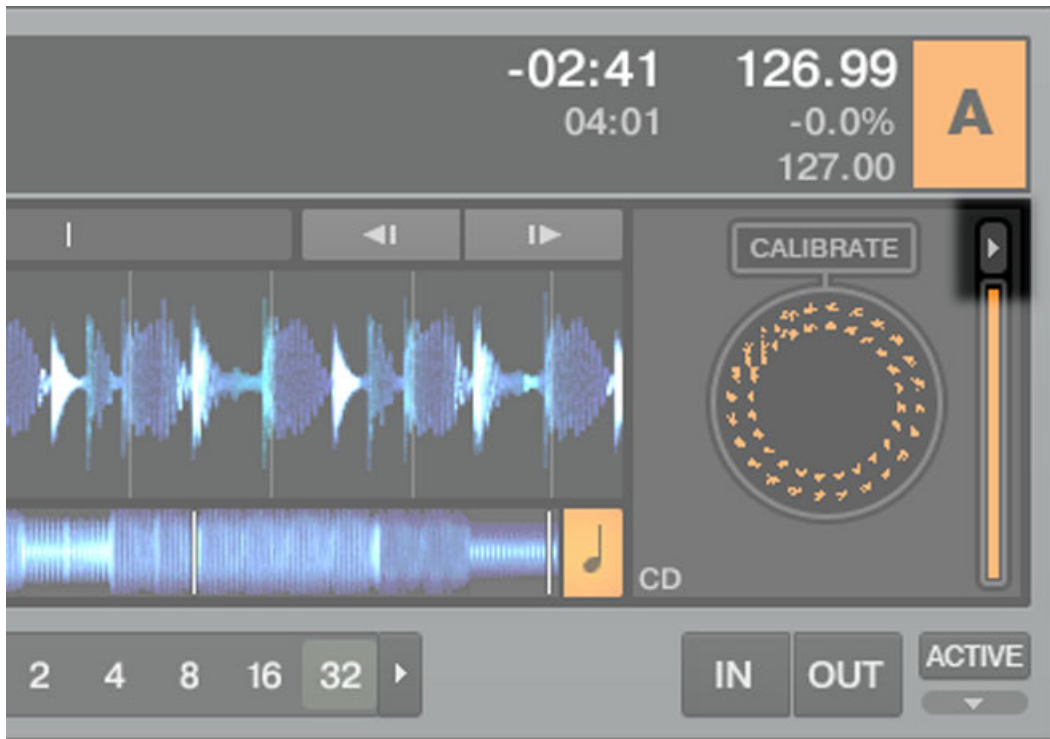 -02:41 126.99
A
04:01 -0.0%
127.00
CALIBRATE
CD
2 4 8 16 32
IN OUT ACTIVE